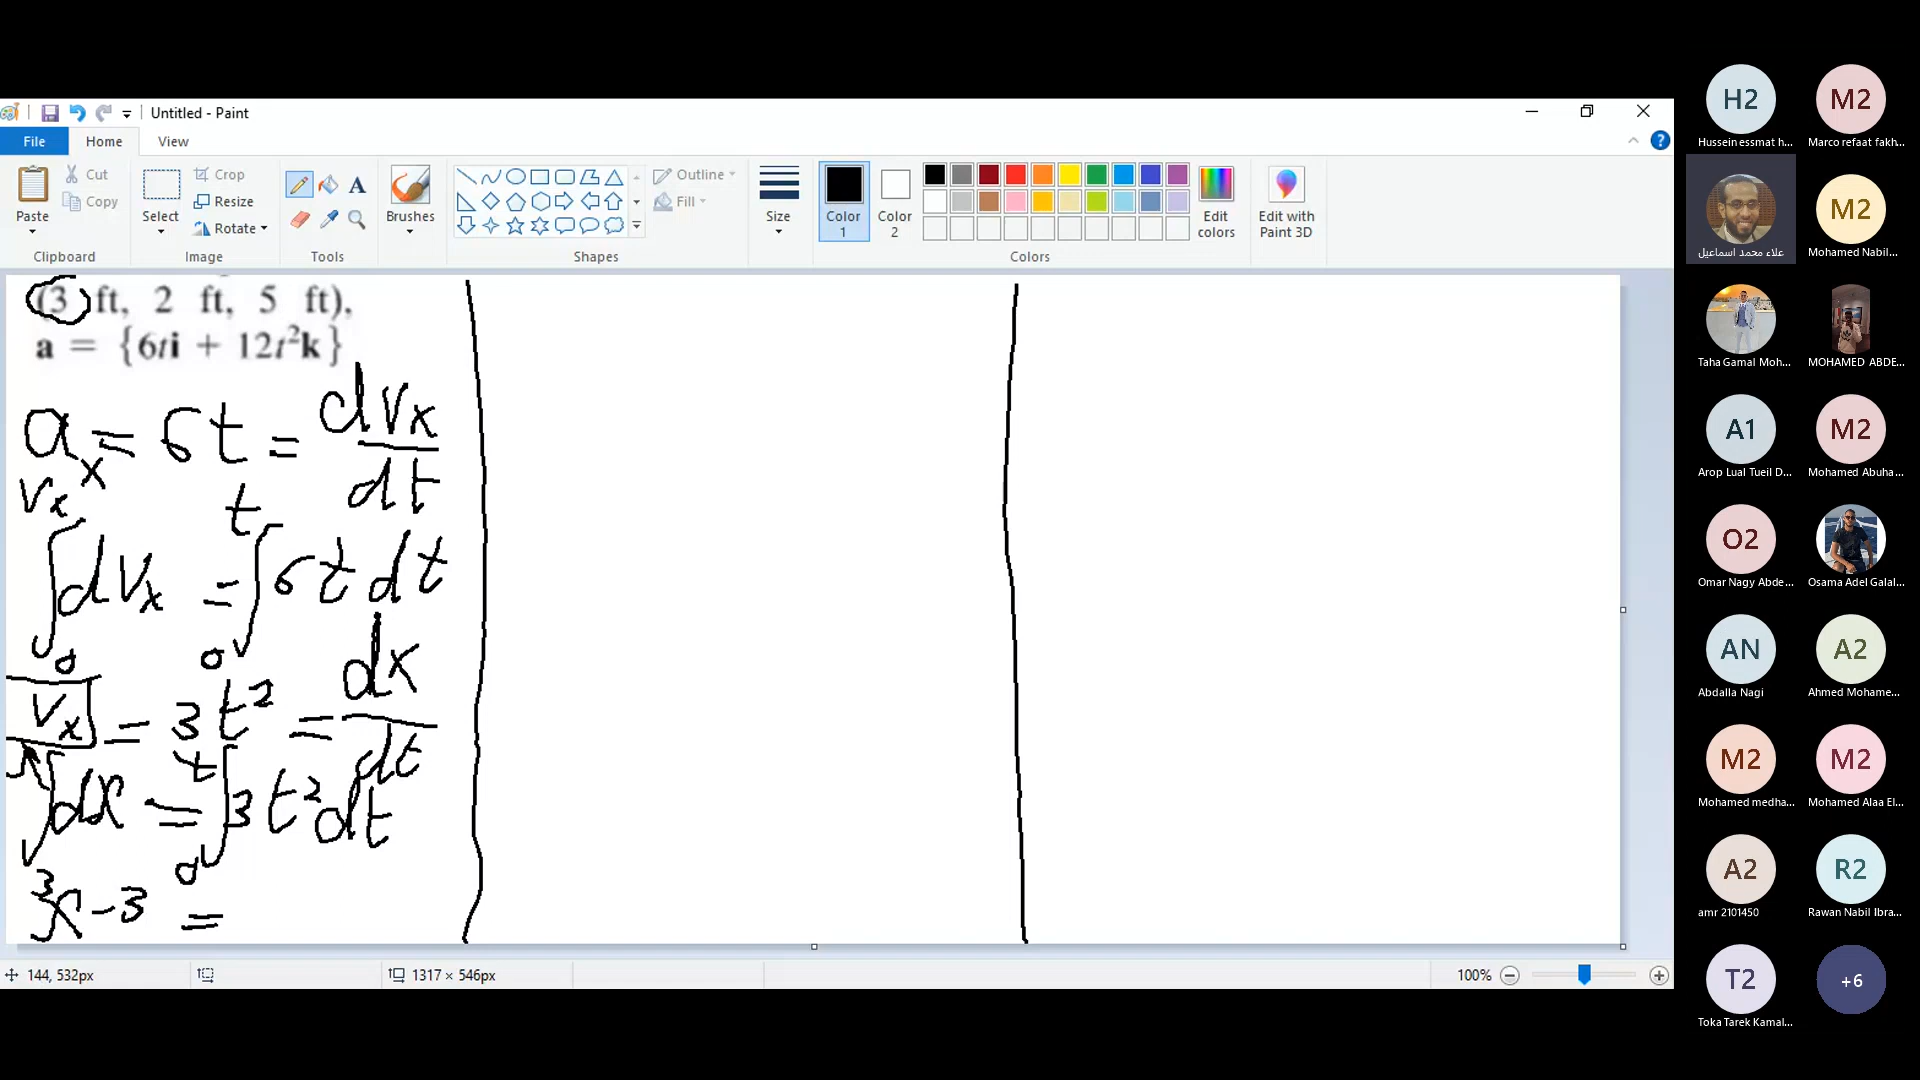 Untitled - Paint
File
Home
View
Paste
Cut
Copy
Clipboard
Select
Crop
Resize
Rotate
Image
A
Tools
Brushes
Outline
Fill
Shapes
Size
Color 1
Color 2
Edit colors
Edit with Paint 3D
Colors
(3 ft, 2 ft, 5 ft),
a = {6ti + 12t²k}
a_x = 6t = dVx/dt
∫₀^Vx dVx = ∫₀^t 6t dt
Vx = 3t² = dx/dt
∫₃^x dx = ∫₀^t 3t² dt
x - 3 =
144, 532px
1317 × 546px
100%
H2
Hussein essmat h...
M2
Marco refaat fakh...
علاء محمد اسماعيل
M2
Mohamed Nabil...
Taha Gamal Moh...
MOHAMED ABDE...
A1
Arop Lual Tueil D...
M2
Mohamed Abuha...
O2
Omar Nagy Abde...
Osama Adel Galal...
AN
Abdalla Nagi
A2
Ahmed Mohame...
M2
Mohamed medha...
M2
Mohamed Alaa El...
A2
amr 2101450
R2
Rawan Nabil Ibra...
T2
Toka Tarek Kamal...
+6